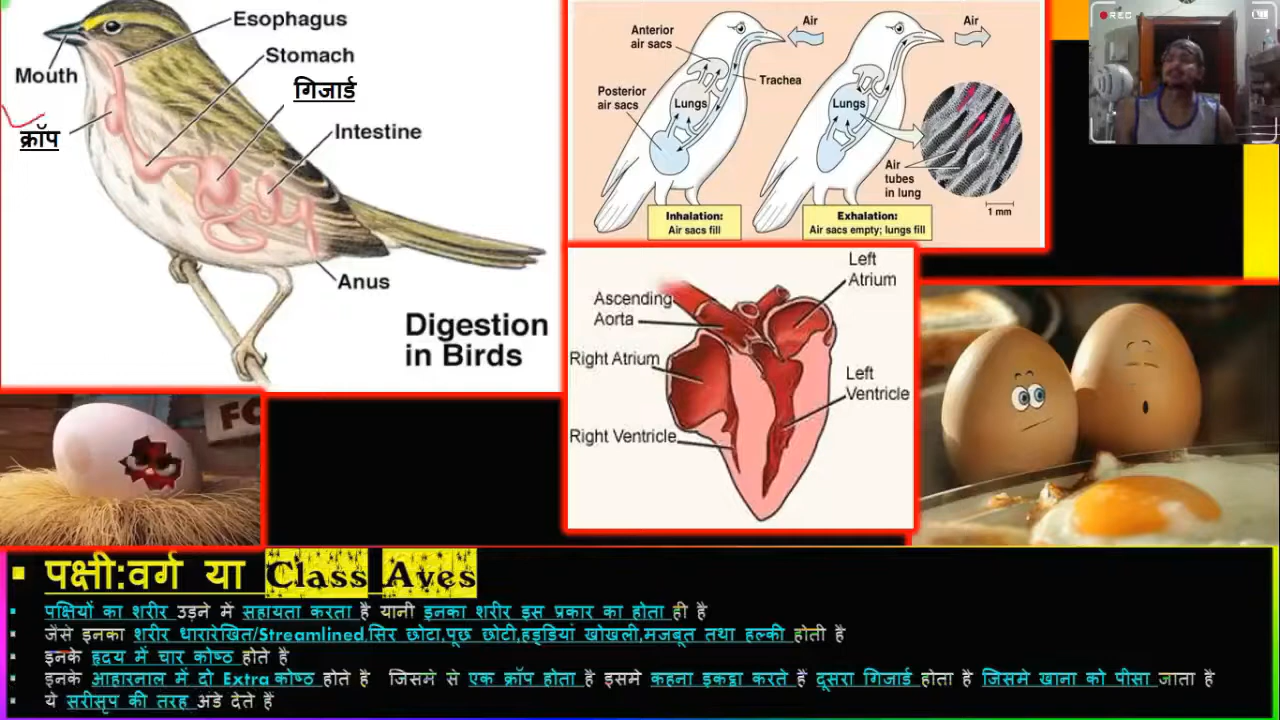 Esophagus
Mouth
Stomach
गिजार्ड
क्रॉप
Intestine
Anus
Digestion
in Birds
Anterior
air sacs
Air
Trachea
Posterior
air sacs
Lungs
Inhalation:
Air sacs fill
Air
Lungs
Air
tubes
in lung
1 mm
Exhalation:
Air sacs empty; lungs fill
REC
Left
Atrium
Ascending
Aorta
Right Atrium
Left
Ventricle
Right Ventricle
FO
पक्षी:वर्ग या Class Aves
पक्षियों का शरीर उड़ने में सहायता करता है यानी इनका शरीर इस प्रकार का होता ही है
जैसे इनका शरीर धारारेखित/Streamlined,सिर छोटा,पूछ छोटी,हड्डियां खोखली,मजबूत तथा हल्की होती है
इनके हृदय में चार कोष्ठ होते है
इनके आहारनाल में दो Extra कोष्ठ होते है जिसमे से एक क्रॉप होता है इसमे कहना इकट्ठा करते हैं दूसरा गिजार्ड होता है जिसमे खाना को पीसा जाता है
ये सरीसृप की तरह अंडे देते हैं